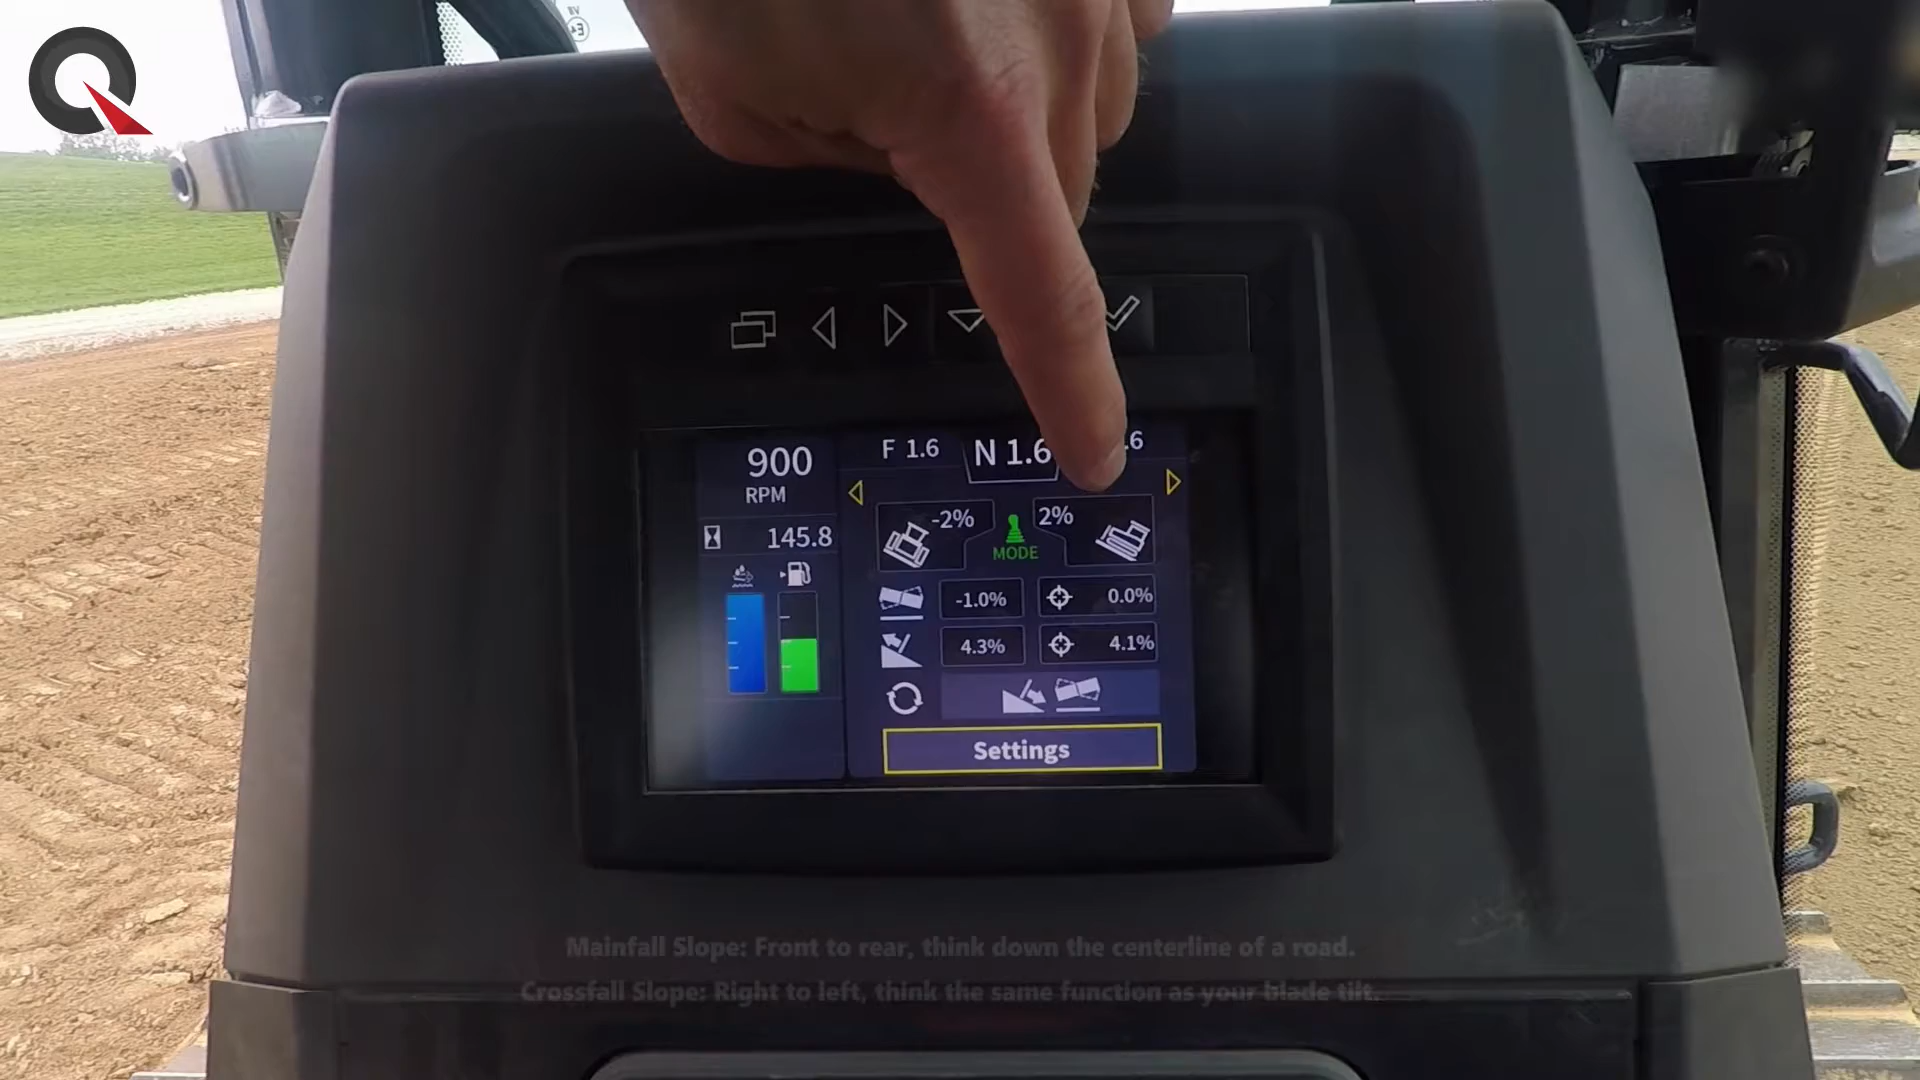 F 1.6
N 1.6
.6
900
RPM
145.8
-2%
MODE
2%
-1.0%
0.0%
4.3%
4.1%
Settings
Mainfall Slope: Front to rear, think down the centerline of a road.
Crossfall Slope: Right to left, think the same function as your blade tilt.